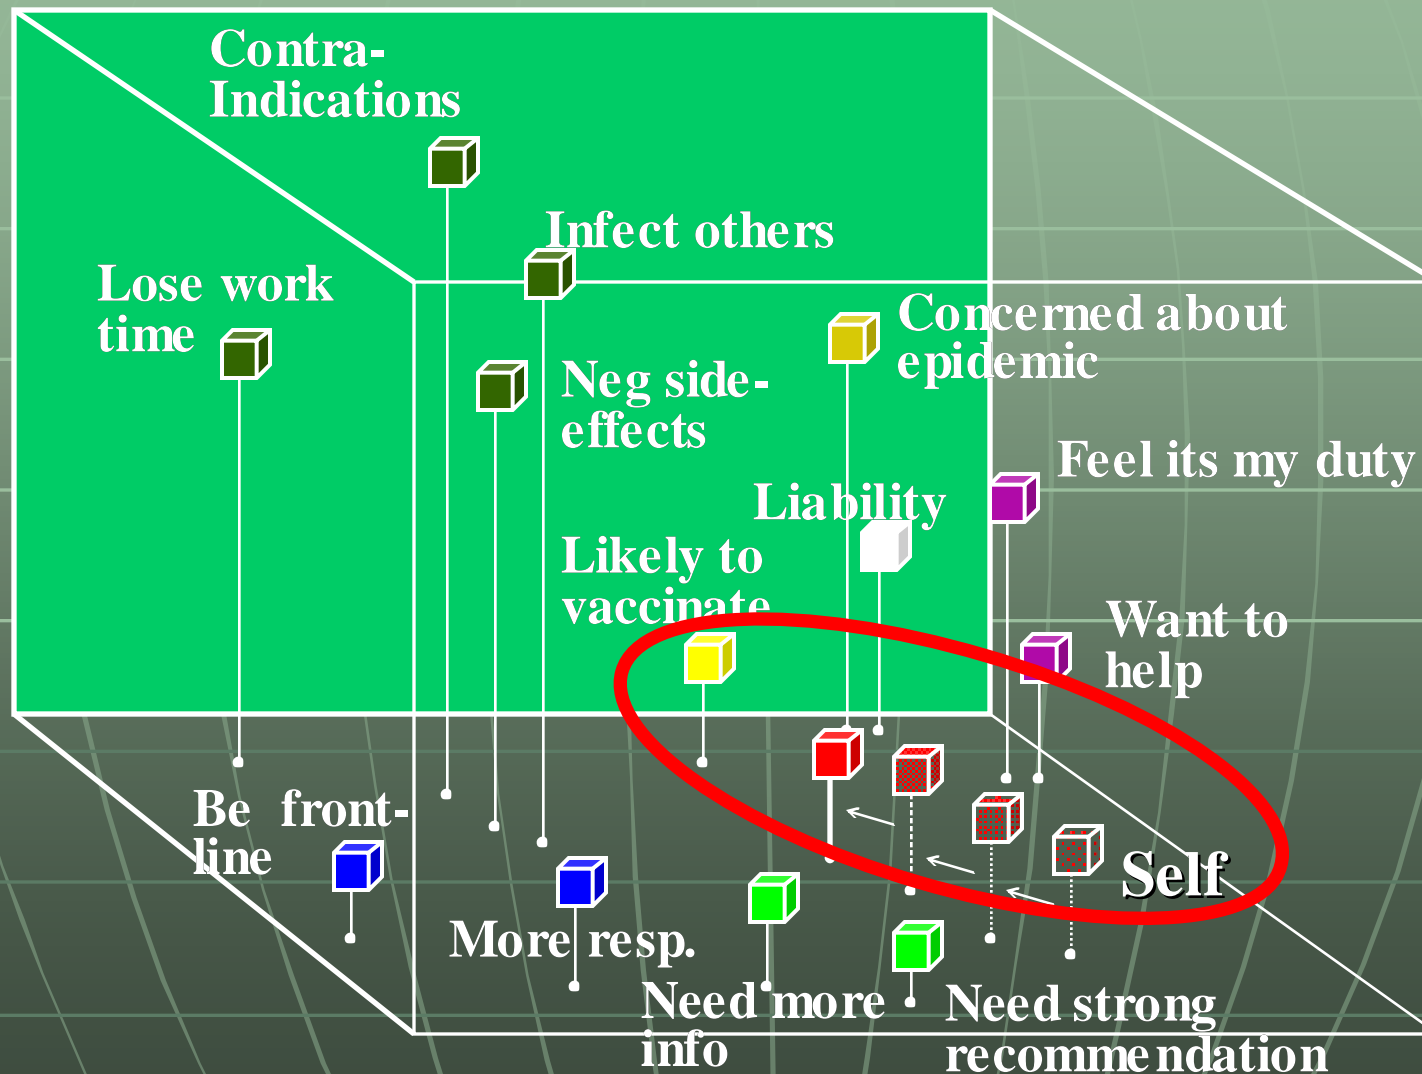 Contra-
Indications
Infect others
Lose work
time
Concerned about
epidemic
Neg side-
effects
Feel its my duty
Liability
Likely to
vaccinate
Want to
help
Be front-
line
Self
More resp.
Need more
info
Need strong
recommendation